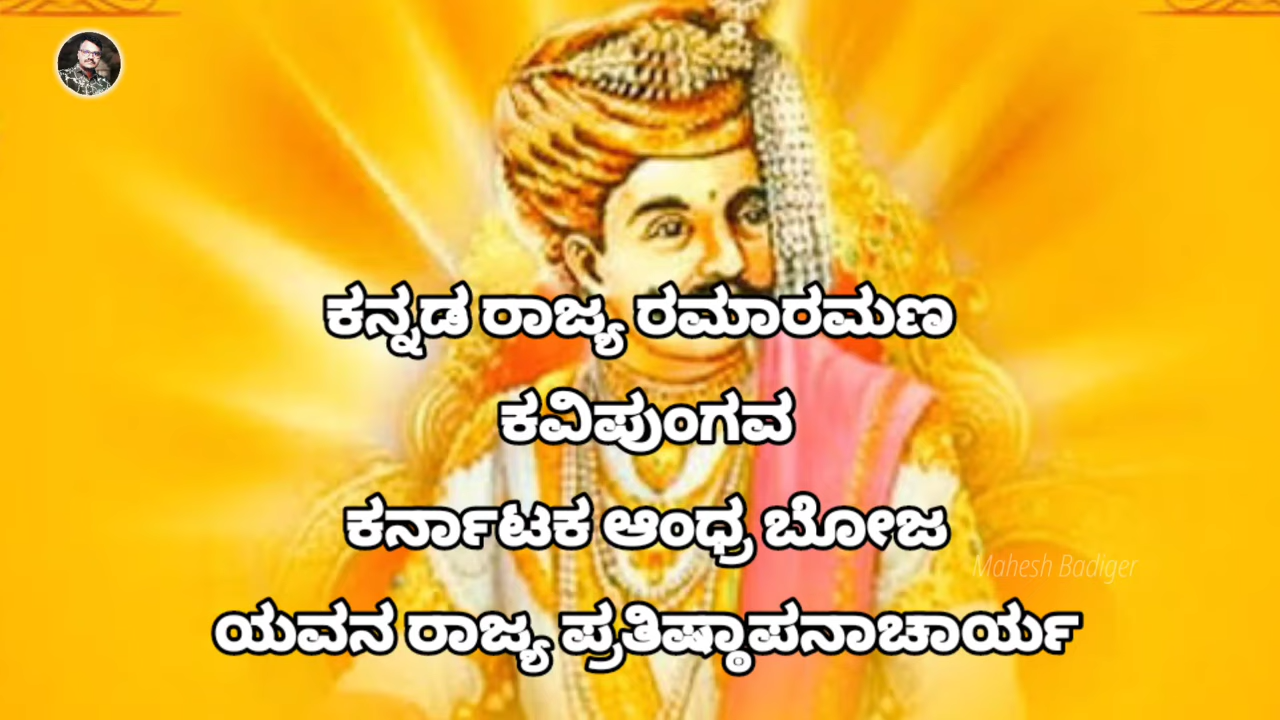 ಕನ್ನಡ ರಾಜ್ಯ ರಮಾರಮಣ
ಕವಿಪುಂಗವ
ಕರ್ನಾಟಕ ಆಂಧ್ರ ಬೋಜ
Mahesh Badiger
ಯವನ ರಾಜ್ಯ ಪ್ರತಿಷ್ಠಾಪನಾಚಾರ್ಯ